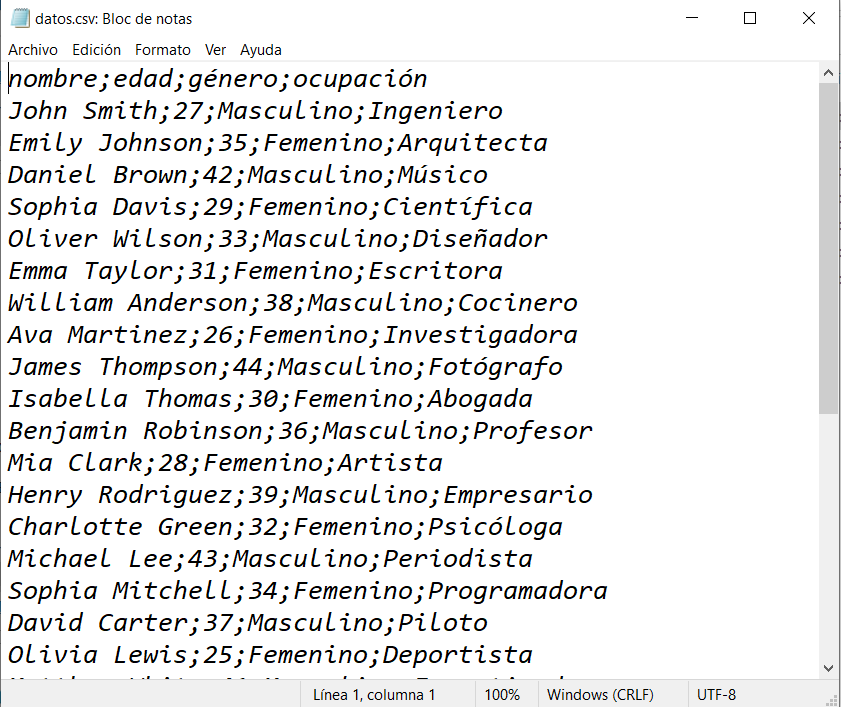 datos.csv: Bloc de notas
Archivo Edición Formato Ver Ayuda
nombre;edad;género;ocupación
John Smith;27;Masculino;Ingeniero
Emily Johnson;35;Femenino;Arquitecta
Daniel Brown;42;Masculino;Músico
Sophia Davis;29;Femenino;Científica
Oliver Wilson;33;Masculino;Diseñador
Emma Taylor;31;Femenino;Escritora
William Anderson;38;Masculino;Cocinero
Ava Martinez;26;Femenino;Investigadora
James Thompson;44;Masculino;Fotógrafo
Isabella Thomas;30;Femenino;Abogada
Benjamin Robinson;36;Masculino;Profesor
Mia Clark;28;Femenino;Artista
Henry Rodriguez;39;Masculino;Empresario
Charlotte Green;32;Femenino;Psicóloga
Michael Lee;43;Masculino;Periodista
Sophia Mitchell;34;Femenino;Programadora
David Carter;37;Masculino;Piloto
Olivia Lewis;25;Femenino;Deportista
Línea 1, columna 1 100% Windows (CRLF) UTF-8